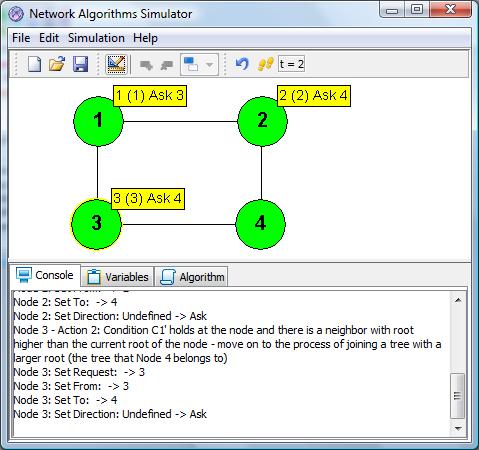 Network Algorithms Simulator
File Edit Simulation Help
t = 2
1 (1) Ask 3
2 (2) Ask 4
1
2
3 (3) Ask 4
3
4
Console
Variables
Algorithm
Node 2: Set To: -> 4
Node 2: Set Direction: Undefined -> Ask
Node 3 - Action 2: Condition C1' holds at the node and there is a neighbor with root
higher than the current root of the node - move on to the process of joining a tree with a
larger root (the tree that Node 4 belongs to)
Node 3: Set Request: -> 3
Node 3: Set From: -> 3
Node 3: Set To: -> 4
Node 3: Set Direction: Undefined -> Ask